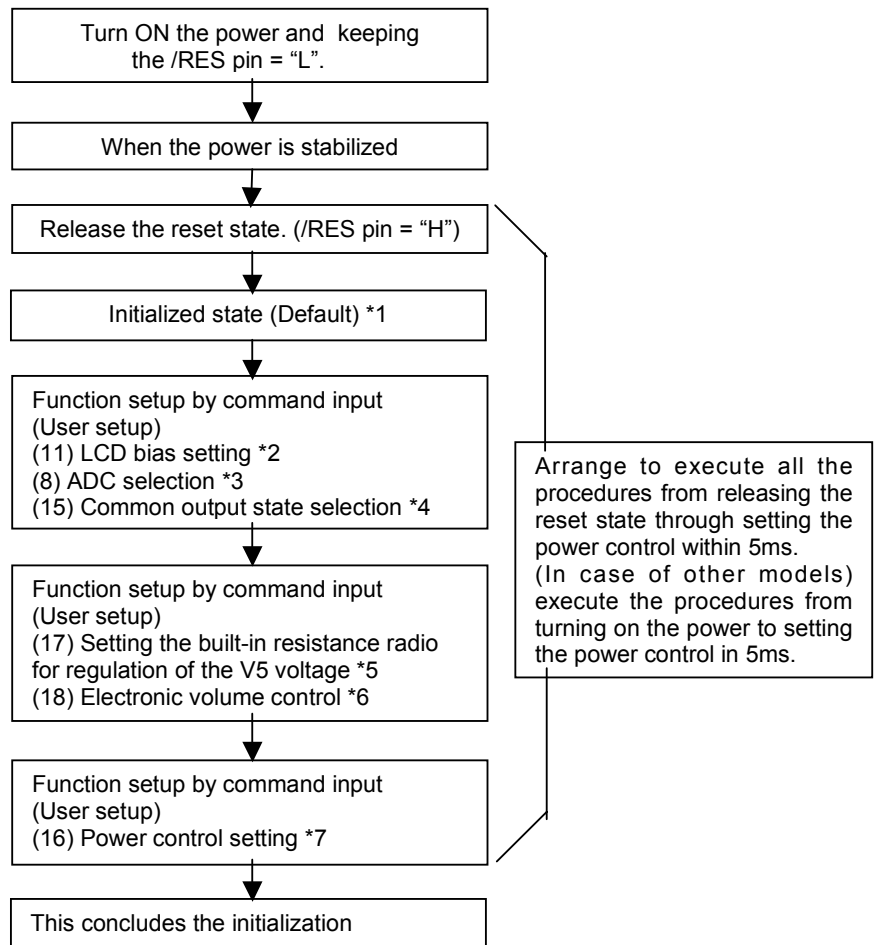 Turn ON the power and keeping
the /RES pin = “L”.
When the power is stabilized
Release the reset state. (/RES pin = “H”)
Initialized state (Default) *1
Function setup by command input
(User setup)
(11) LCD bias setting *2
(8) ADC selection *3
(15) Common output state selection *4
Function setup by command input
(User setup)
(17) Setting the built-in resistance radio
for regulation of the V5 voltage *5
(18) Electronic volume control *6
Function setup by command input
(User setup)
(16) Power control setting *7
This concludes the initialization
Arrange to execute all the
procedures from releasing the
reset state through setting the
power control within 5ms.
(In case of other models)
execute the procedures from
turning on the power to setting
the power control in 5ms.